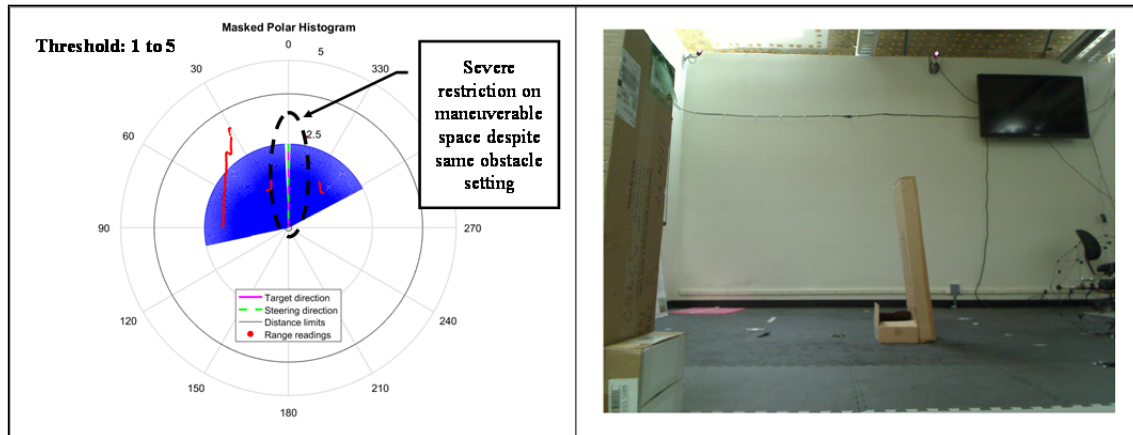 Masked Polar Histogram
Threshold: 1 to 5
0
5
30
330
2.5
60
90
270
120
240
150
210
180
Target direction
Steering direction
Distance limits
Range readings
Severe
restriction on
maneuverable
space despite
same obstacle
setting